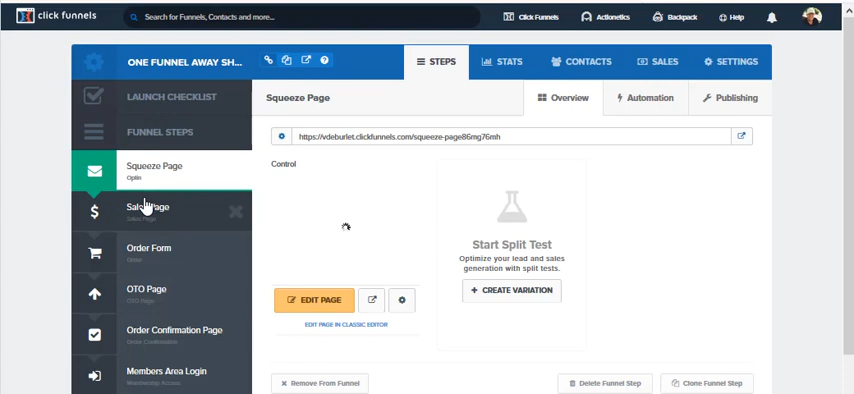 click funnels
Search for Funnels, Contacts and more...
Click Funnels
Actionetics
Backpack
Help
ONE FUNNEL AWAY SH...
STEPS
STATS
CONTACTS
SALES
SETTINGS
LAUNCH CHECKLIST
FUNNEL STEPS
Squeeze Page
Optin
Sales Page
Sales Page
Order Form
Order
OTO Page
OTO Page
Order Confirmation Page
Order Confirmation
Members Area Login
Membership Access
Squeeze Page
Overview
Automation
Publishing
https://vdeburlet.clickfunnels.com/squeeze-page86mg76mh
Control
EDIT PAGE
EDIT PAGE IN CLASSIC EDITOR
Start Split Test
Optimize your lead and sales
generation with split tests.
+ CREATE VARIATION
Remove From Funnel
Delete Funnel Step
Clone Funnel Step